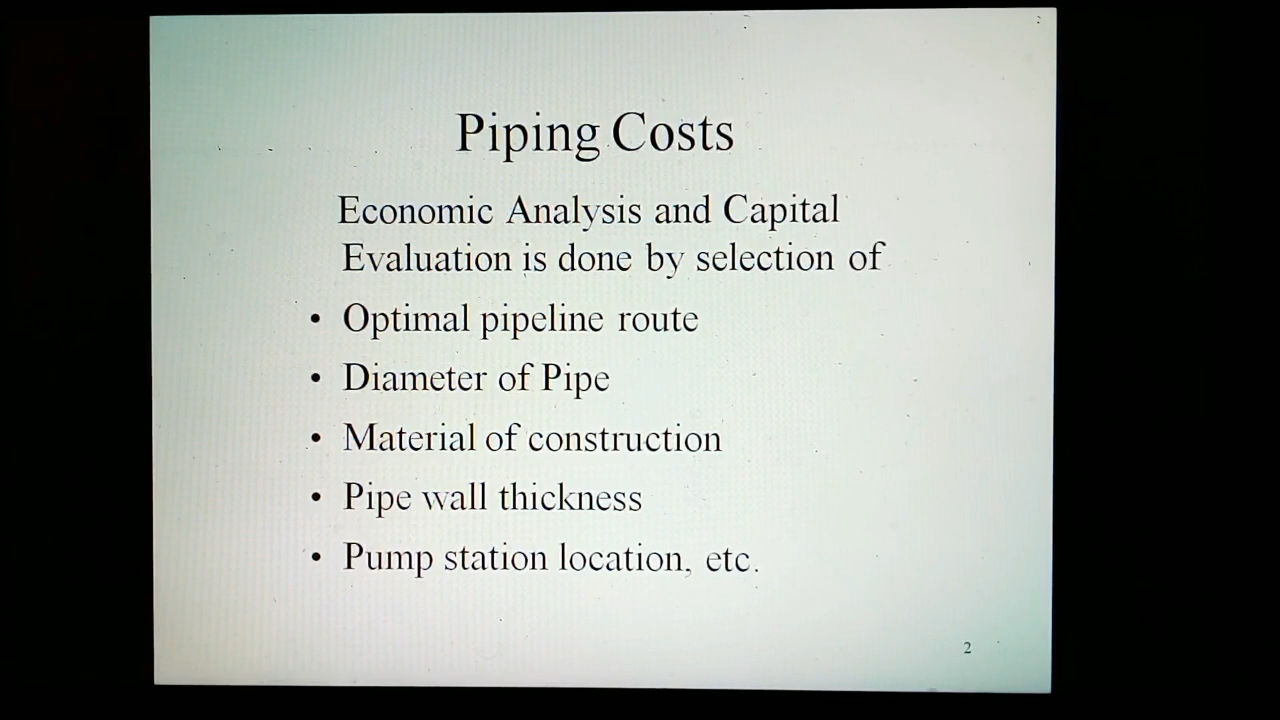 Piping Costs
Economic Analysis and Capital
Evaluation is done by selection of
• Optimal pipeline route
• Diameter of Pipe
• Material of construction
• Pipe wall thickness
• Pump station location, etc.
2